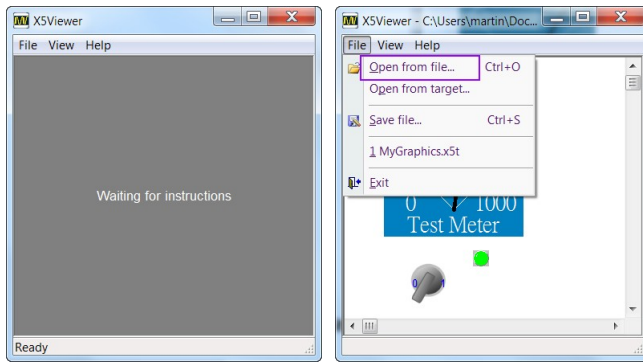 X5Viewer
File View Help
Waiting for instructions
Ready
X5Viewer - C:\Users\martin\Doc...
File View Help
Open from file... Ctrl+O
Open from target...
Save file... Ctrl+S
1 MyGraphics.x5t
Exit
0 1000
Test Meter
0 1